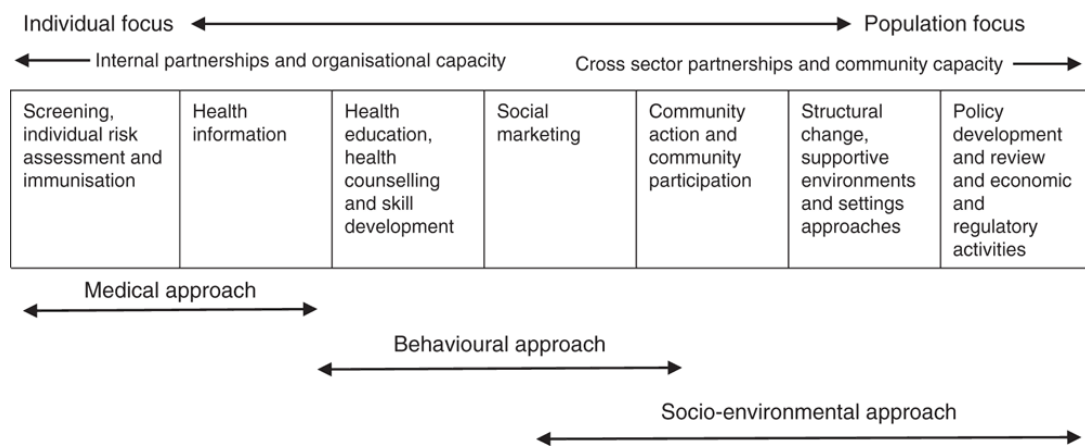 Individual focus
Population focus
Internal partnerships and organisational capacity
Cross sector partnerships and community capacity
Screening,
individual risk
assessment and
immunisation
Health
information
Health
education,
health
counselling
and skill
development
Social
marketing
Community
action and
community
participation
Structural
change,
supportive
environments
and settings
approaches
Policy
development
and review
and economic
and
regulatory
activities
Medical approach
Behavioural approach
Socio-environmental approach